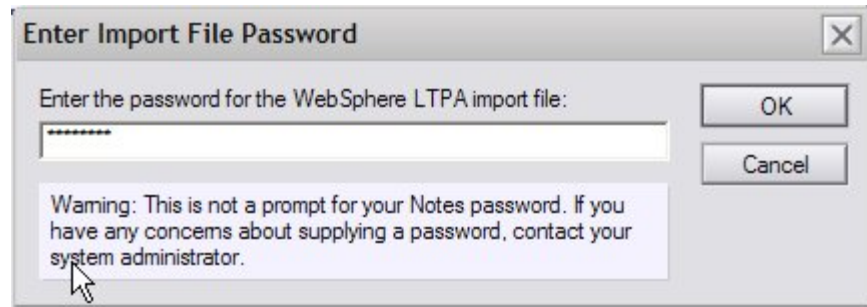 Enter Import File Password
Enter the password for the WebSphere LTPA import file:
********
OK
Cancel
Warning: This is not a prompt for your Notes password. If you
have any concerns about supplying a password, contact your
system administrator.